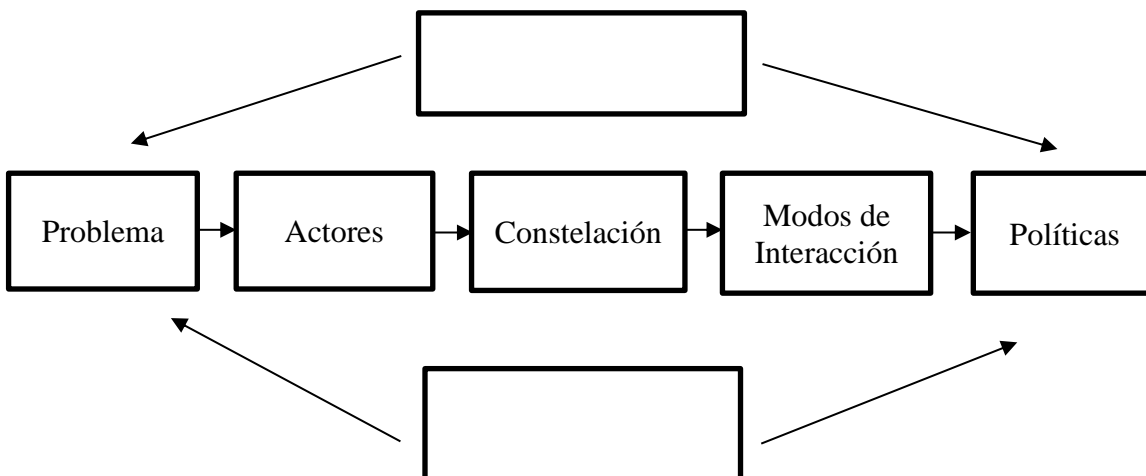 Problema
Actores
Constelación
Modos de
Interacción
Políticas